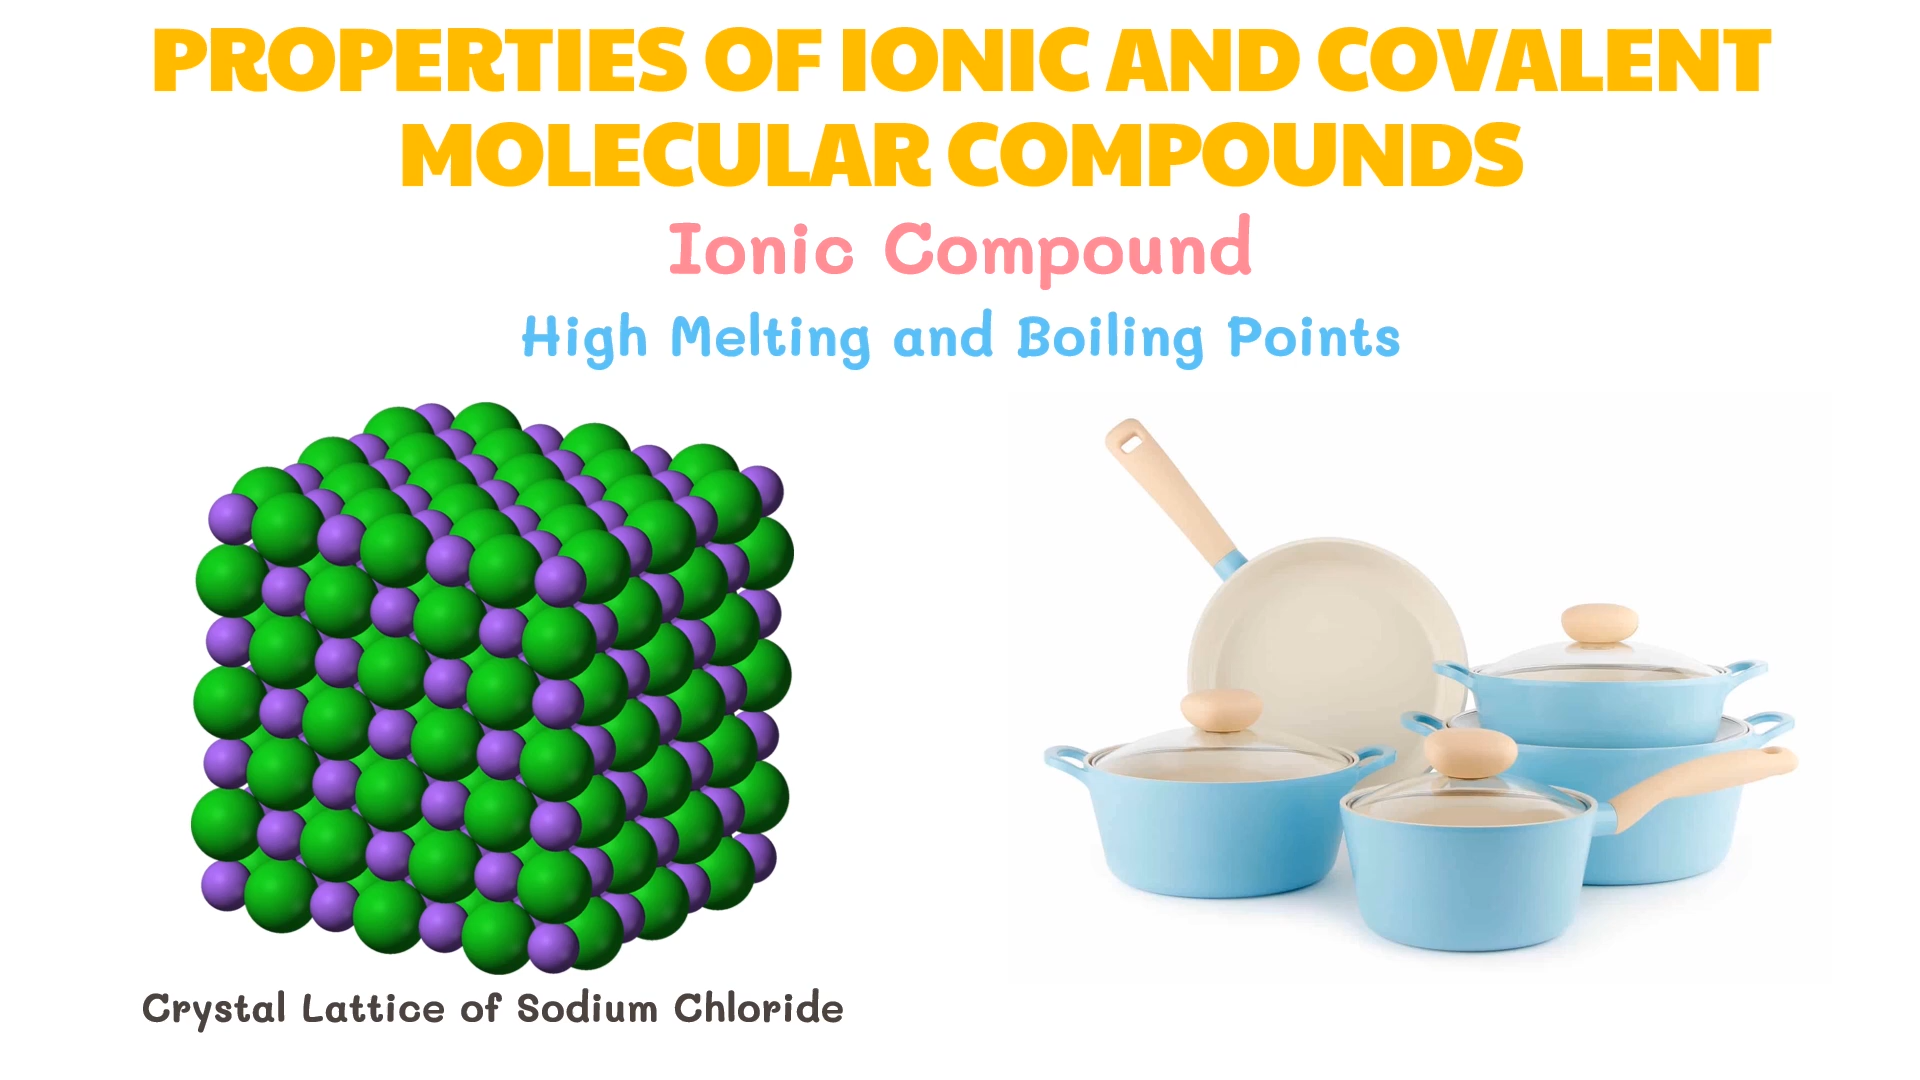 PROPERTIES OF IONIC AND COVALENT
MOLECULAR COMPOUNDS
Ionic Compound
High Melting and Boiling Points
Crystal Lattice of Sodium Chloride